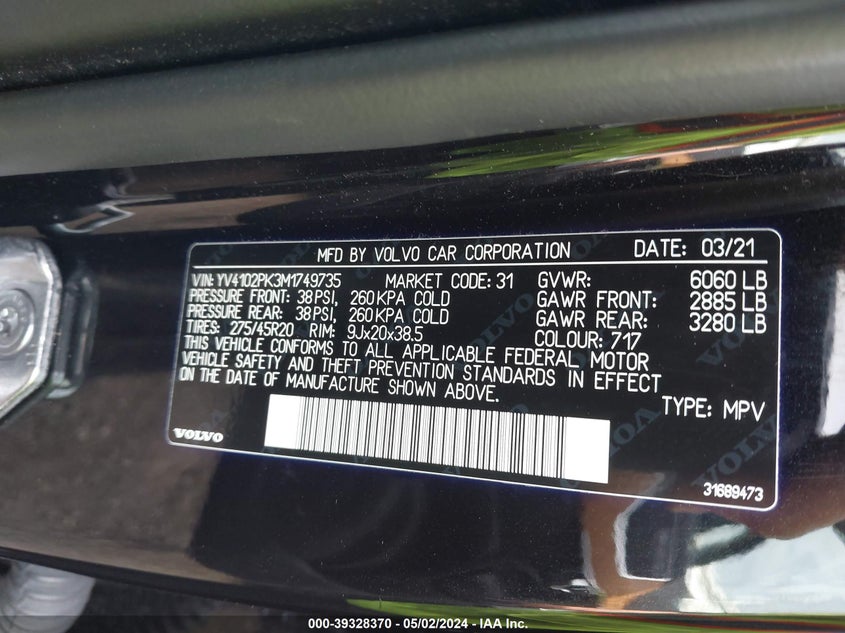 MFD BY VOLVO CAR CORPORATION DATE: 03/21
VIN: YV4102PK3M1749735 MARKET CODE: 31 GVWR: 6060 LB
PRESSURE FRONT: 38 PSI, 260 KPA COLD GAWR FRONT: 2885 LB
PRESSURE REAR: 38 PSI, 260 KPA COLD GAWR REAR: 3280 LB
TIRES: 275/45R20 RIM: 9Jx20x38.5 COLOUR: 717
THIS VEHICLE CONFORMS TO ALL APPLICABLE FEDERAL MOTOR
VEHICLE SAFETY AND THEFT PREVENTION STANDARDS IN EFFECT
ON THE DATE OF MANUFACTURE SHOWN ABOVE.
TYPE: MPV
VOLVO
31689473
000-39328370 - 05/02/2024 - IAA Inc.